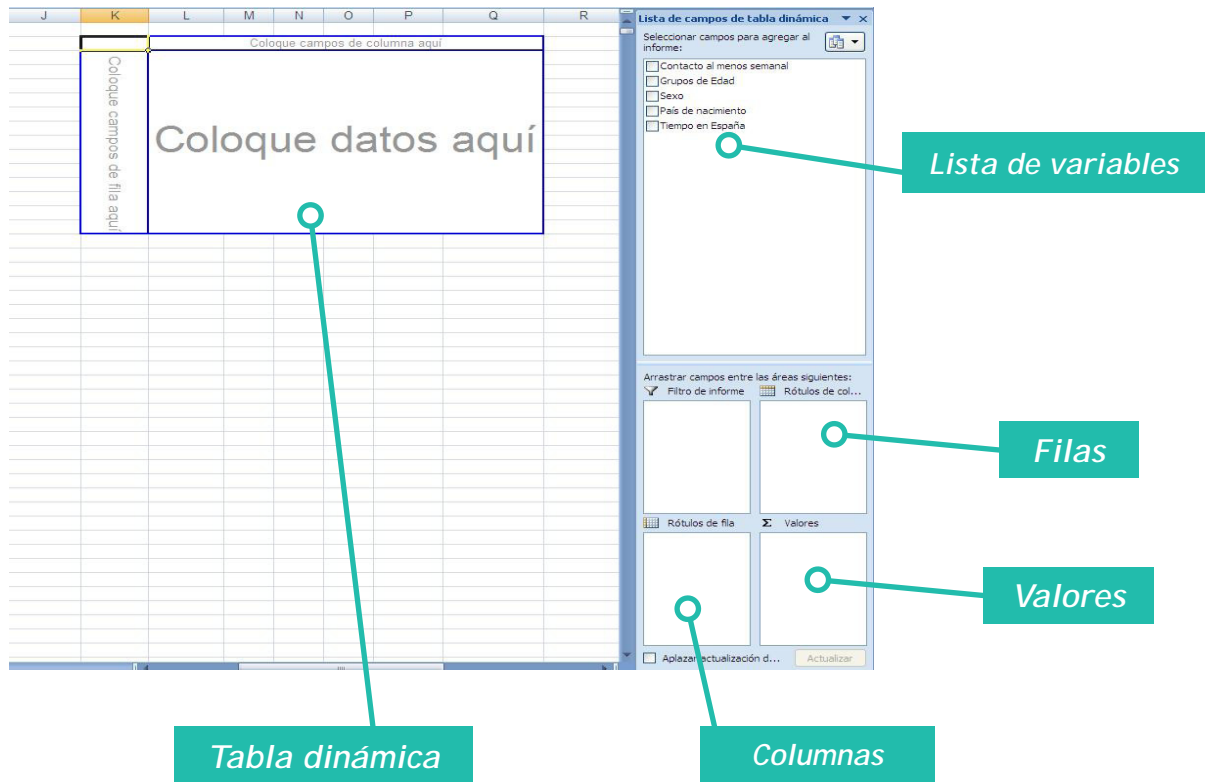 J K L M N O P Q R
Coloque campos de columna aquí
Coloque campos de fila aquí
Coloque datos aquí
Lista de campos de tabla dinámica
Seleccionar campos para agregar al
informe:
Contacto al menos semanal
Grupos de Edad
Sexo
País de nacimiento
Tiempo en España
Lista de variables
Arrastrar campos entre las áreas siguientes:
Filtro de informe
Rótulos de col...
Filas
Rótulos de fila
Σ Valores
Valores
Aplazar actualización d...
Actualizar
Tabla dinámica
Columnas